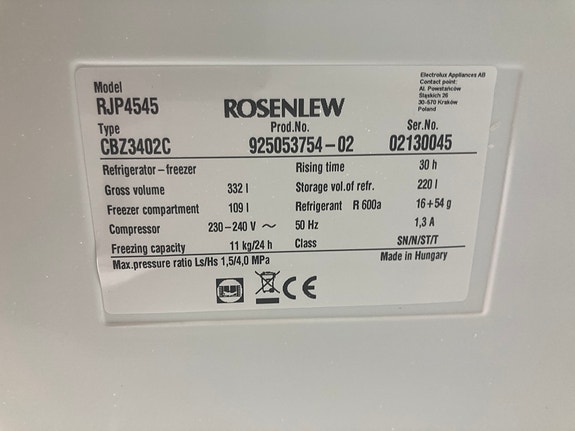 Electrolux Appliances AB
Contact point:
Al. Powstańców
Śląskich 26
30-570 Kraków
Poland
Model
RJP4545
ROSENLEW
Type
Prod.No.
Ser.No.
CBZ3402C
925053754-02
02130045
Refrigerator-freezer
Rising time 30 h
Gross volume 332 l
Storage vol.of refr. 220 l
Freezer compartment 109 l
Refrigerant R 600a 16+54 g
Compressor 230-240 V ~ 50 Hz 1,3 A
Freezing capacity 11 kg/24 h
Class SN/N/ST/T
Max.pressure ratio Ls/Hs 1,5/4,0 MPa
Made in Hungary
CE